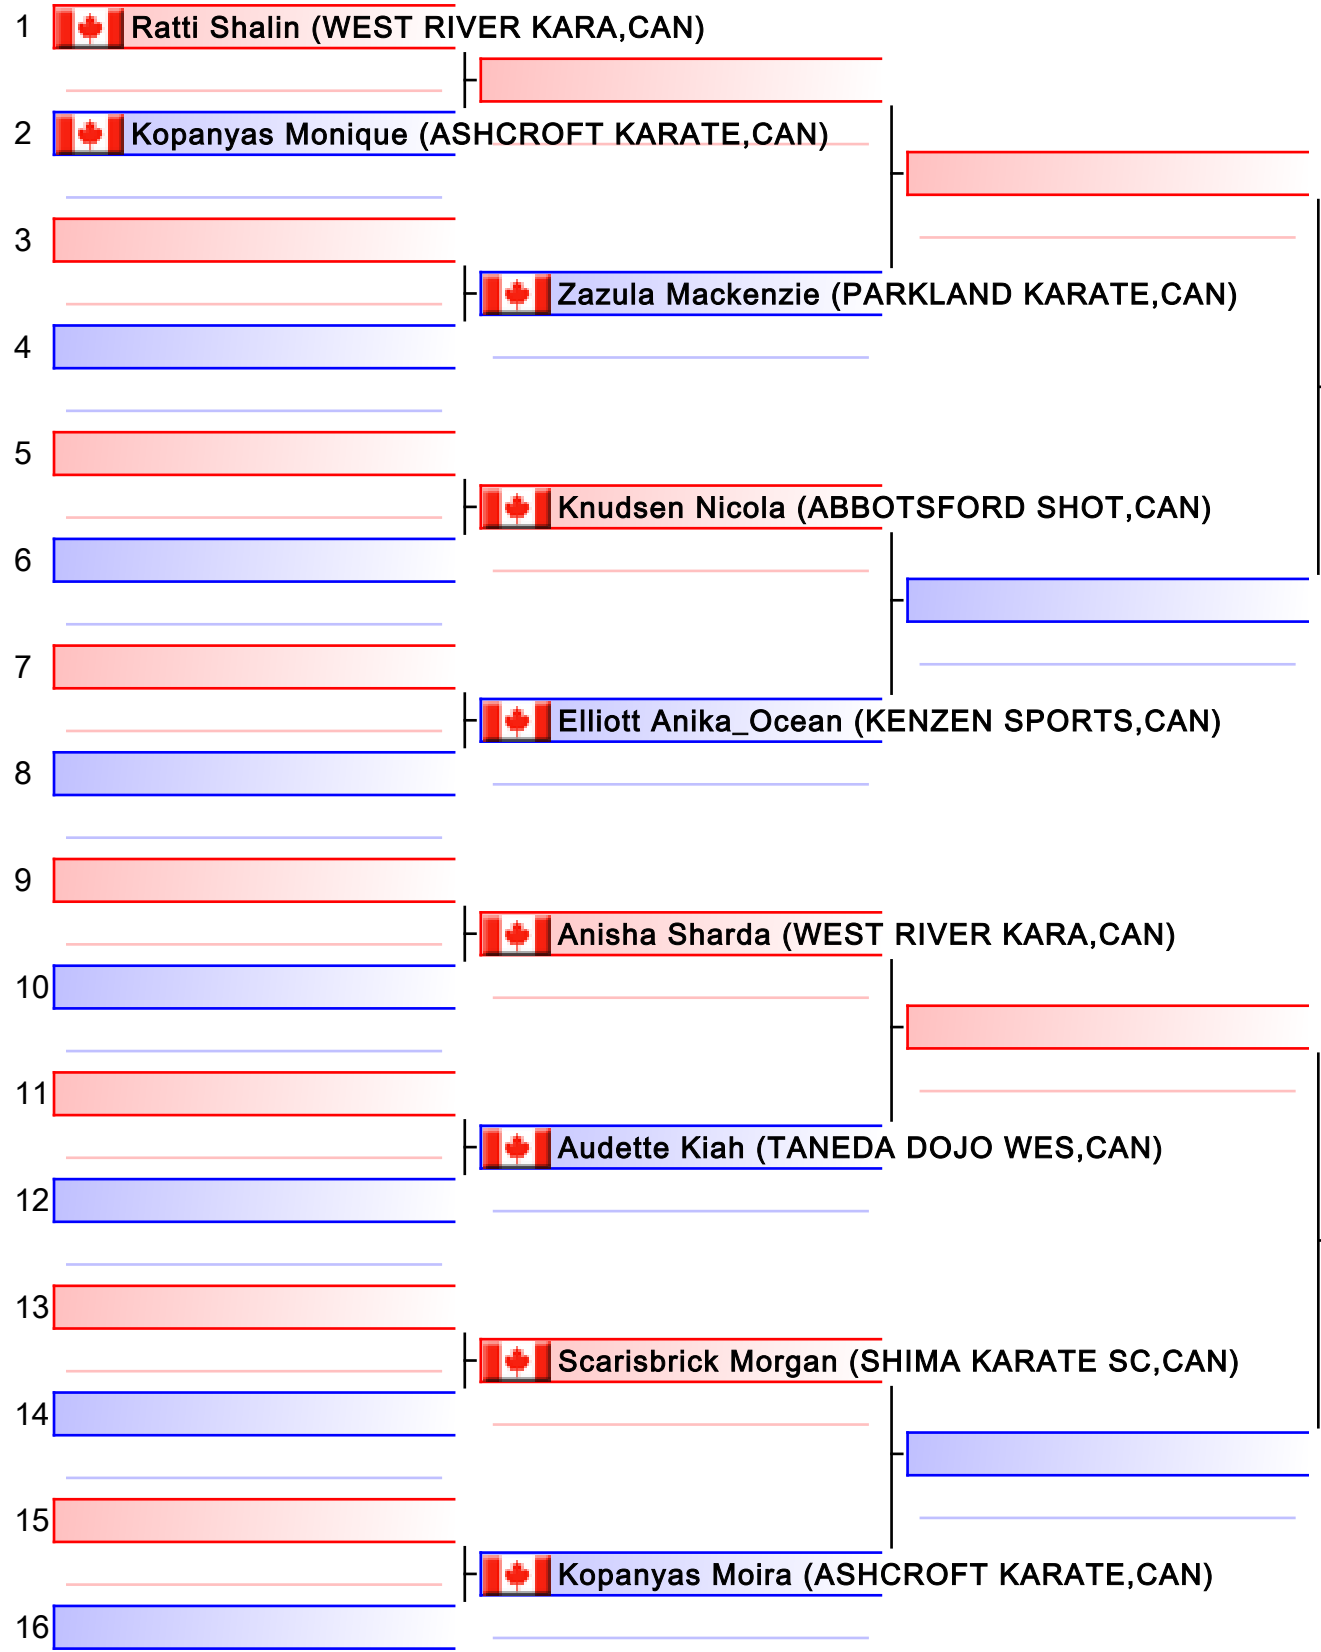 1 Ratti Shalin (WEST RIVER KARA,CAN)
2 Kopanyas Monique (ASHCROFT KARATE,CAN)
3
Zazula Mackenzie (PARKLAND KARATE,CAN)
4
5
Knudsen Nicola (ABBOTSFORD SHOT,CAN)
6
7
Elliott Anika_Ocean (KENZEN SPORTS,CAN)
8
9
Anisha Sharda (WEST RIVER KARA,CAN)
10
11
Audette Kiah (TANEDA DOJO WES,CAN)
12
13
Scarisbrick Morgan (SHIMA KARATE SC,CAN)
14
15
Kopanyas Moira (ASHCROFT KARATE,CAN)
16